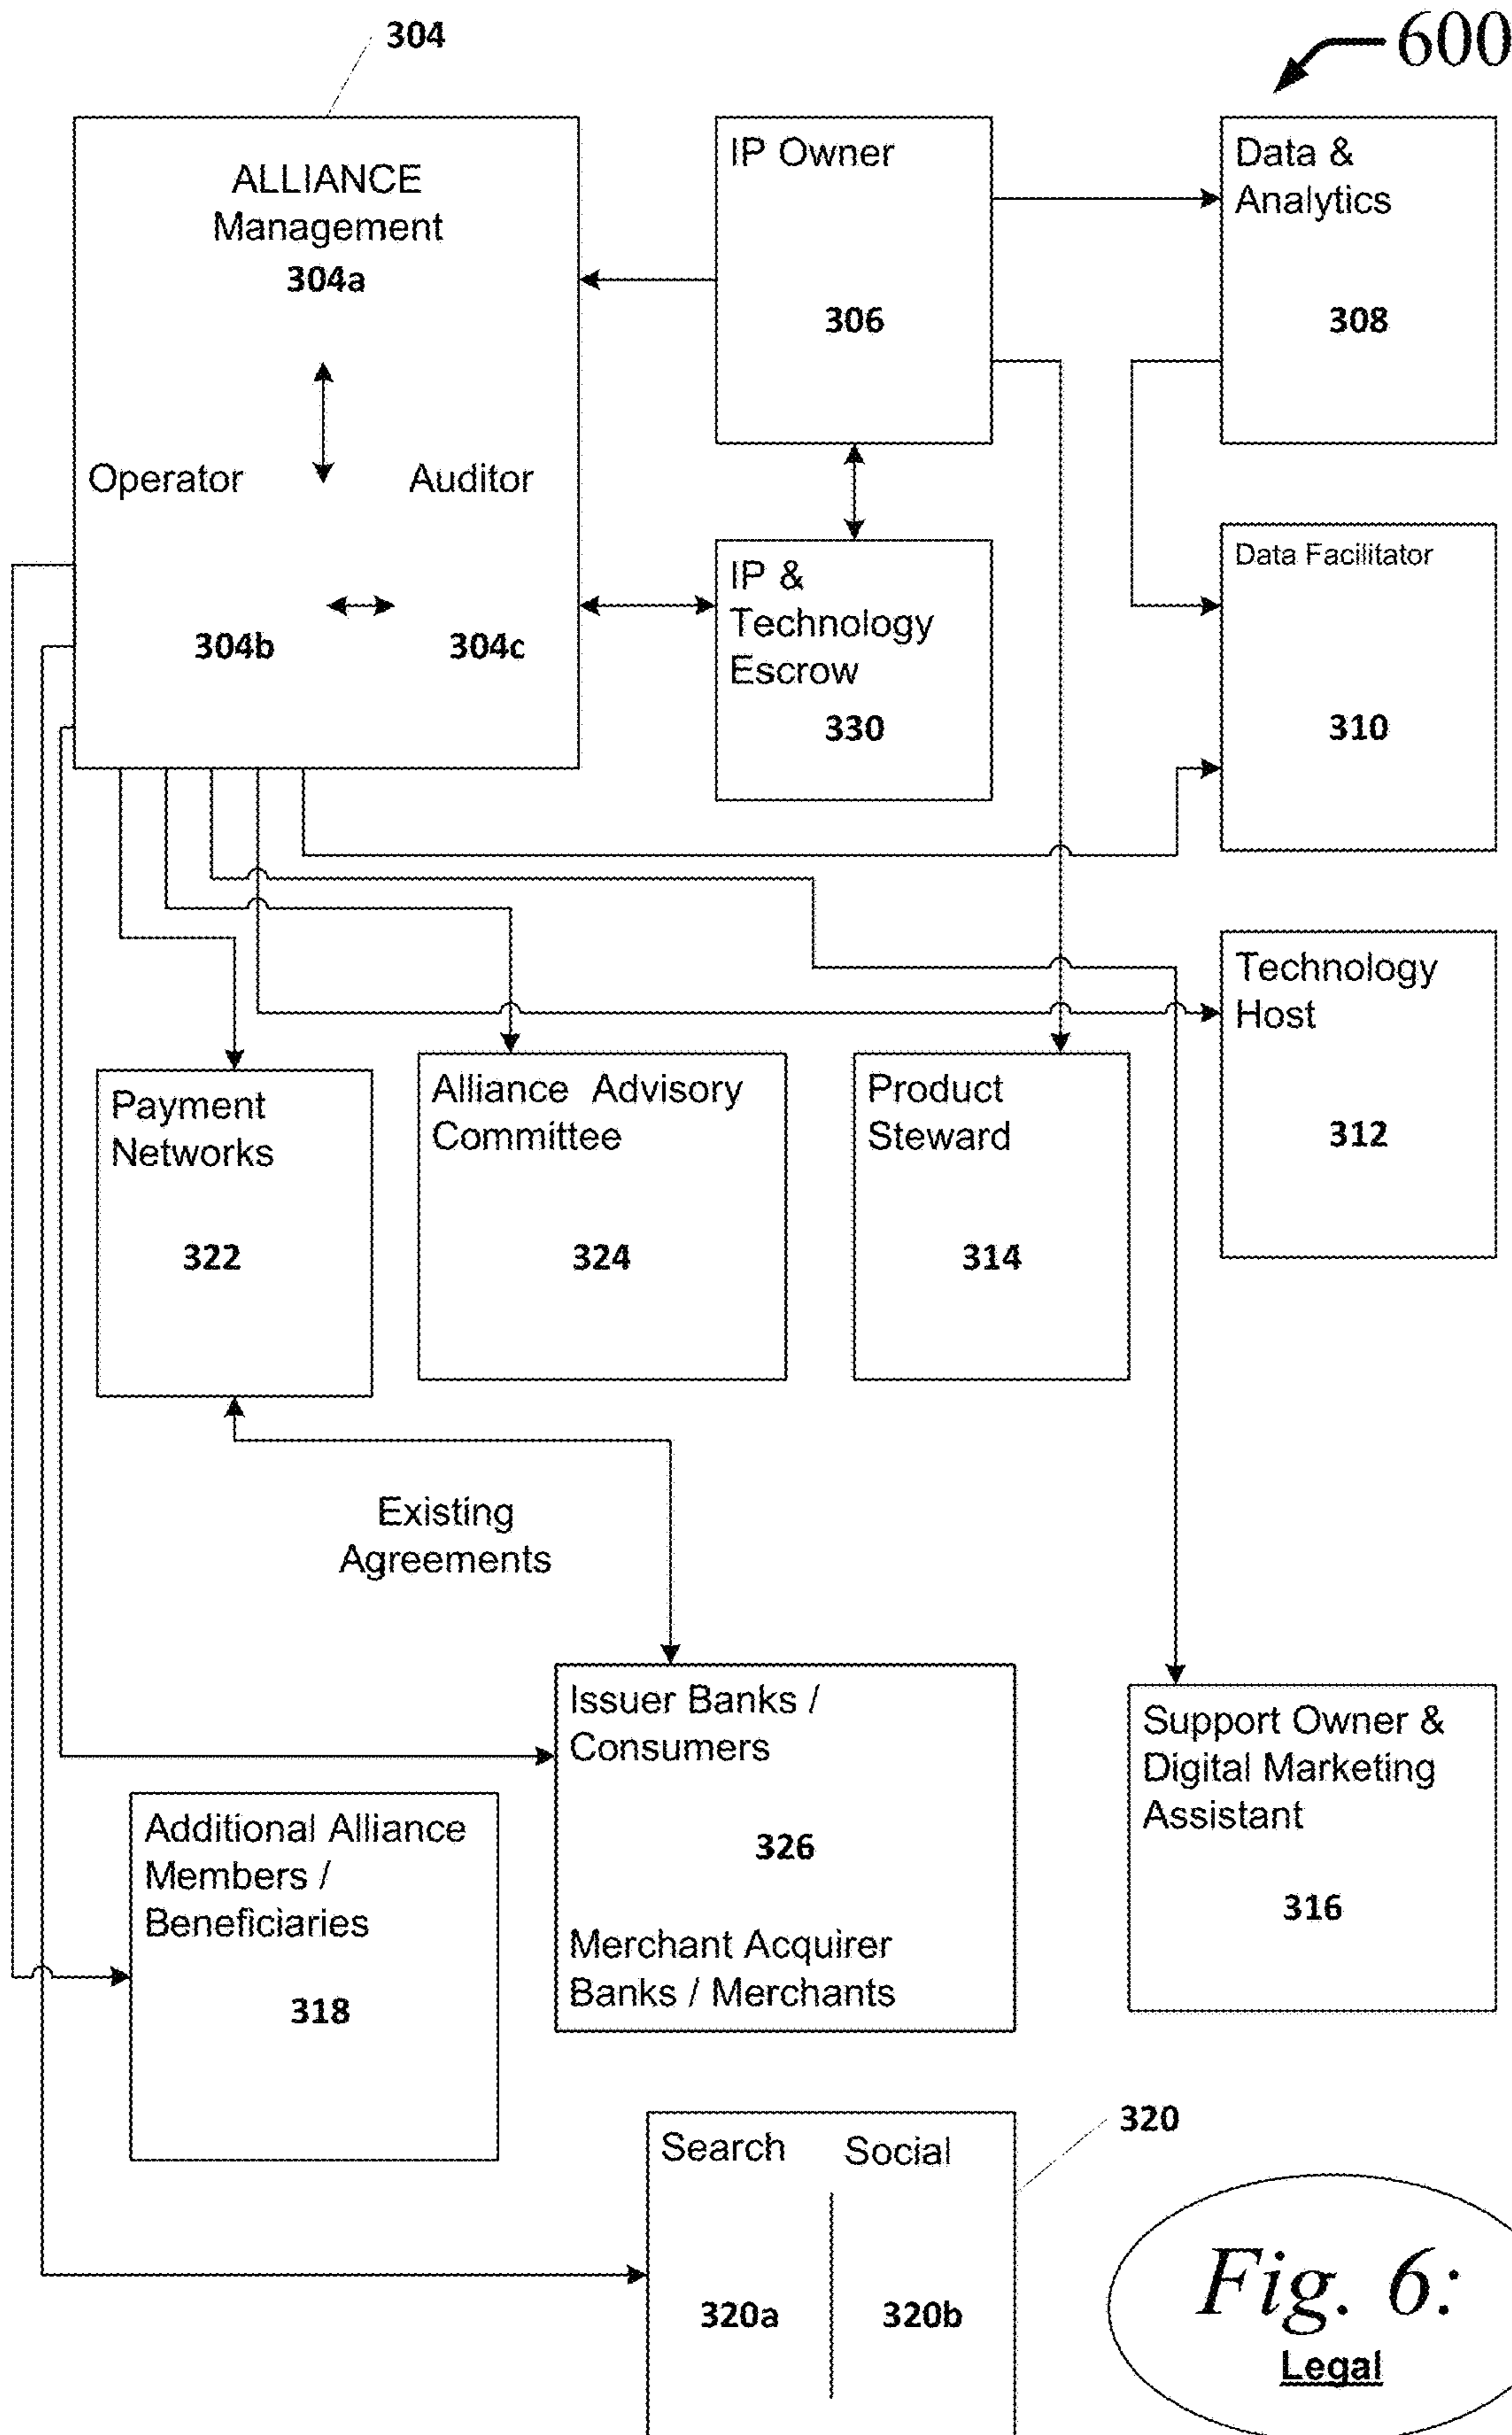 304
600
ALLIANCE
Management
304a
Operator
Auditor
304b
304c
IP Owner
306
Data &
Analytics
308
IP &
Technology
Escrow
330
Data Facilitator
310
Technology
Host
312
Payment
Networks
322
Alliance Advisory
Committee
324
Product
Steward
314
Existing
Agreements
Issuer Banks /
Consumers
326
Merchant Acquirer
Banks / Merchants
Support Owner &
Digital Marketing
Assistant
316
Additional Alliance
Members /
Beneficiaries
318
320
Search
Social
320a
320b
Fig. 6:
Legal